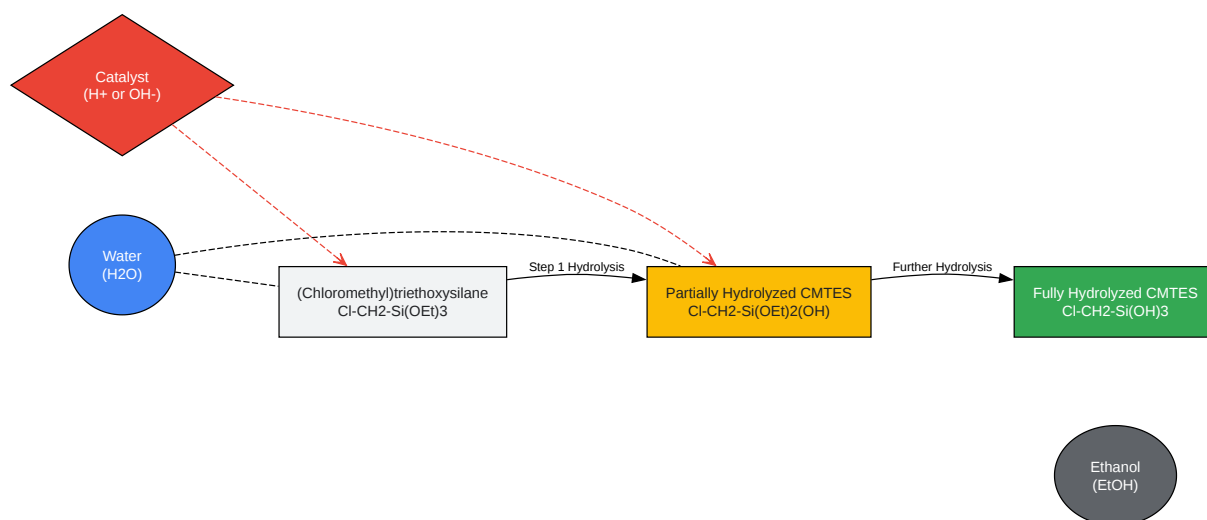 Catalyst
(H+ or OH-)
Water
(H2O)
(Chloromethyl)triethoxysilane
Cl-CH2-Si(OEt)3
Step 1 Hydrolysis
Partially Hydrolyzed CMTES
Cl-CH2-Si(OEt)2(OH)
Further Hydrolysis
Fully Hydrolyzed CMTES
Cl-CH2-Si(OH)3
Ethanol
(EtOH)